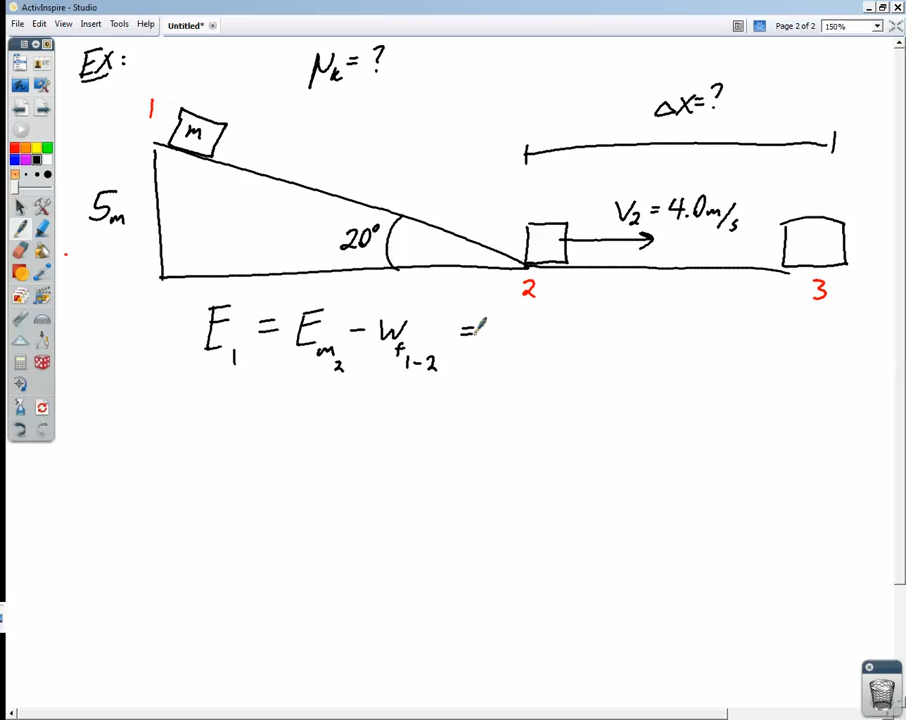 ActivInspire - Studio
File Edit View Insert Tools Help Untitled* Page 2 of 2 150%
EX: μk = ?
1
m
Δx = ?
5m
20°
V2 = 4.0 m/s
2
3
E1 = Em2 - Wf1-2 =